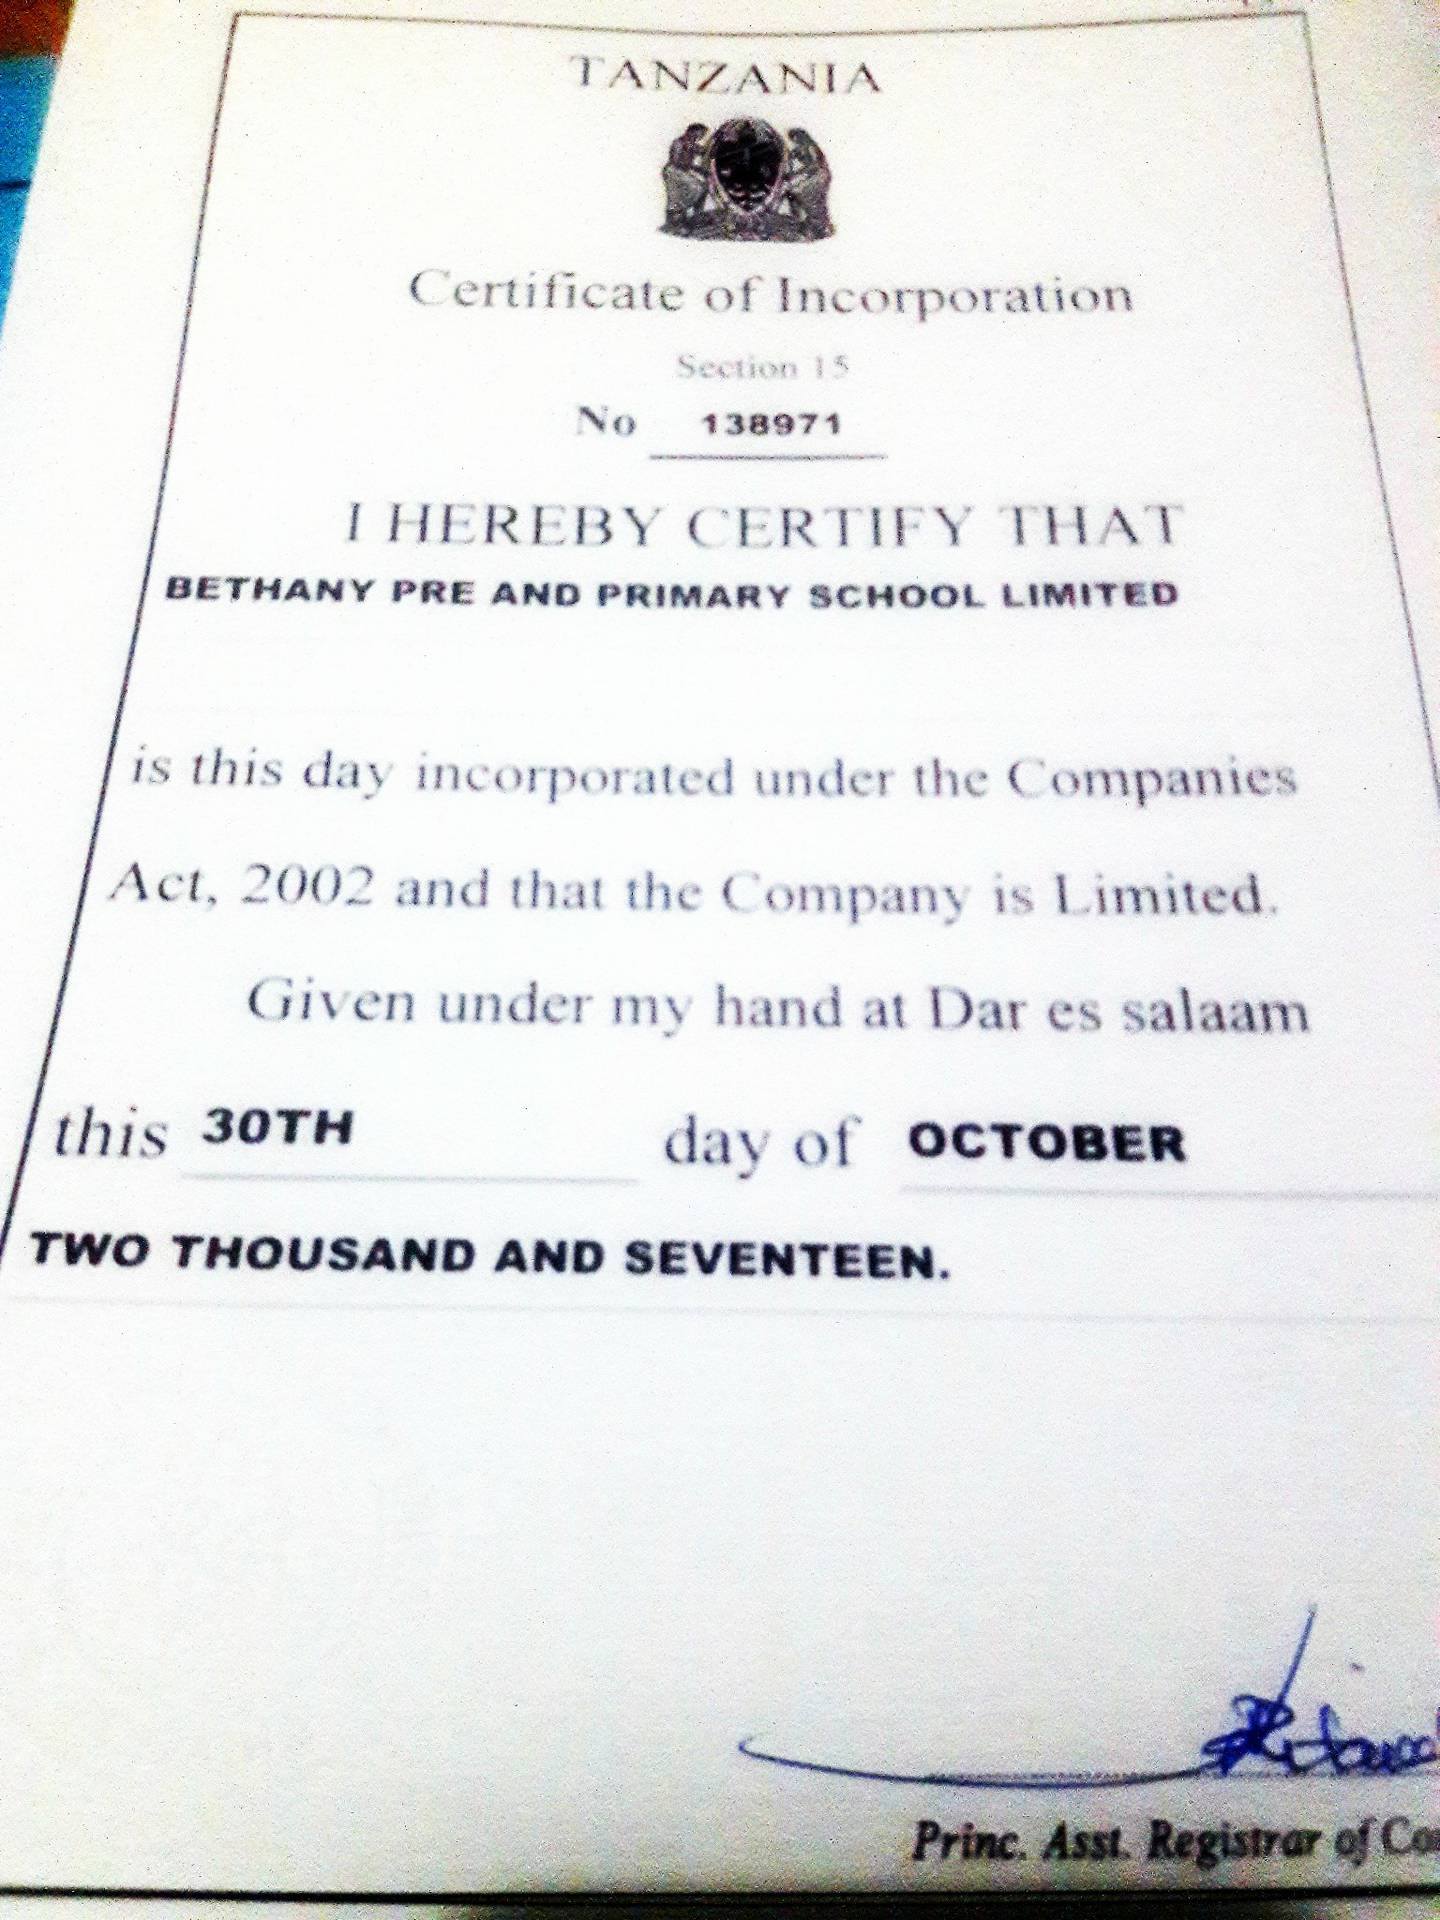 TANZANIA
Certificate of Incorporation
Section 15
No 138971
I HEREBY CERTIFY THAT
BETHANY PRE AND PRIMARY SCHOOL LIMITED
is this day incorporated under the Companies
Act, 2002 and that the Company is Limited.
Given under my hand at Dar es salaam
this 30TH day of OCTOBER
TWO THOUSAND AND SEVENTEEN.
Princ. Asst. Registrar of Co